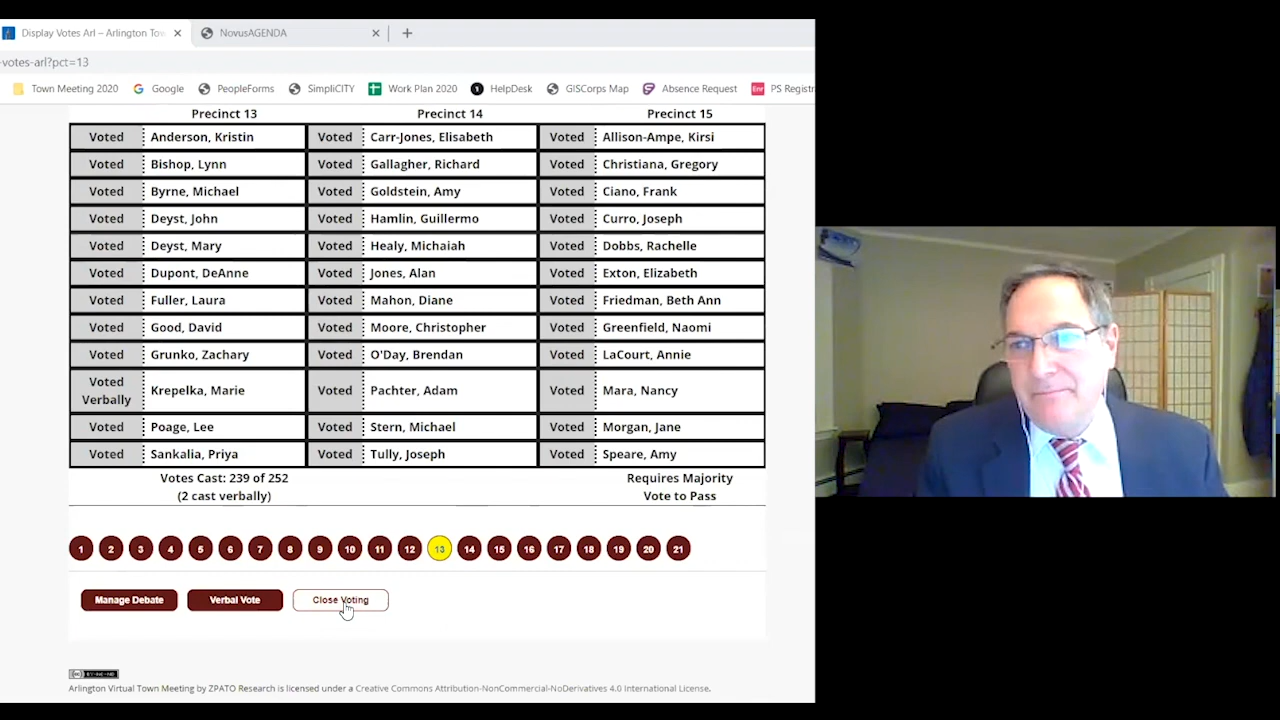 Display Votes Arl – Arlington Tow
NovusAGENDA
-votes-arl?pct=13
Town Meeting 2020 Google PeopleForms SimpliCITY Work Plan 2020 HelpDesk GISCorps Map Absence Request Enr PS Registr
Precinct 13 Precinct 14 Precinct 15
Voted Anderson, Kristin Voted Carr-Jones, Elisabeth Voted Allison-Ampe, Kirsi
Voted Bishop, Lynn Voted Gallagher, Richard Voted Christiana, Gregory
Voted Byrne, Michael Voted Goldstein, Amy Voted Ciano, Frank
Voted Deyst, John Voted Hamlin, Guillermo Voted Curro, Joseph
Voted Deyst, Mary Voted Healy, Michaiah Voted Dobbs, Rachelle
Voted Dupont, DeAnne Voted Jones, Alan Voted Exton, Elizabeth
Voted Fuller, Laura Voted Mahon, Diane Voted Friedman, Beth Ann
Voted Good, David Voted Moore, Christopher Voted Greenfield, Naomi
Voted Grunko, Zachary Voted O'Day, Brendan Voted LaCourt, Annie
Voted Verbally Krepelka, Marie Voted Pachter, Adam Voted Mara, Nancy
Voted Poage, Lee Voted Stern, Michael Voted Morgan, Jane
Voted Sankalia, Priya Voted Tully, Joseph Voted Speare, Amy
Votes Cast: 239 of 252 Requires Majority
(2 cast verbally) Vote to Pass
1 2 3 4 5 6 7 8 9 10 11 12 13 14 15 16 17 18 19 20 21
Manage Debate Verbal Vote Close Voting
Arlington Virtual Town Meeting by ZPATO Research is licensed under a Creative Commons Attribution-NonCommercial-NoDerivatives 4.0 International License.